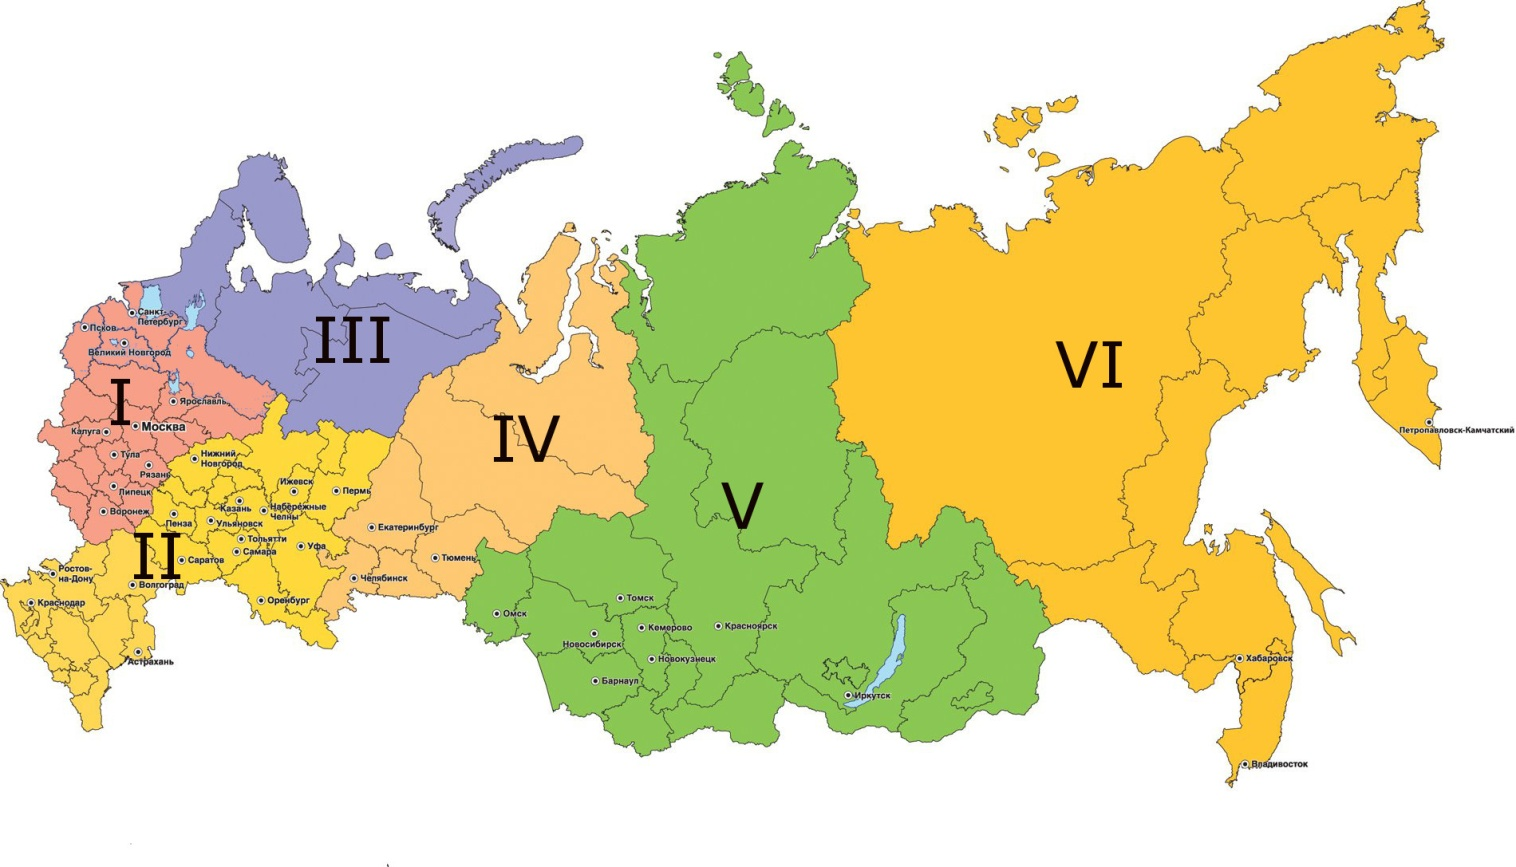 Санкт-
Петербург
Псков
Великий Новгород
III
VI
I
Ярославль
Калуга
Москва
Петропавловск-Камчатский
IV
Тула
Рязань
Нижний
Новгород
Липецк
Ижевск
Пермь
V
Воронеж
Казань
Набережные
Челны
Пенза
Ульяновск
Екатеринбург
II
Тольятти
Самара
Уфа
Саратов
Тюмень
Ростов-
на-Дону
Волгоград
Челябинск
Краснодар
Оренбург
Томск
Омск
Кемерово
Красноярск
Новосибирск
Астрахань
Новокузнецк
Хабаровск
Барнаул
Иркутск
Владивосток